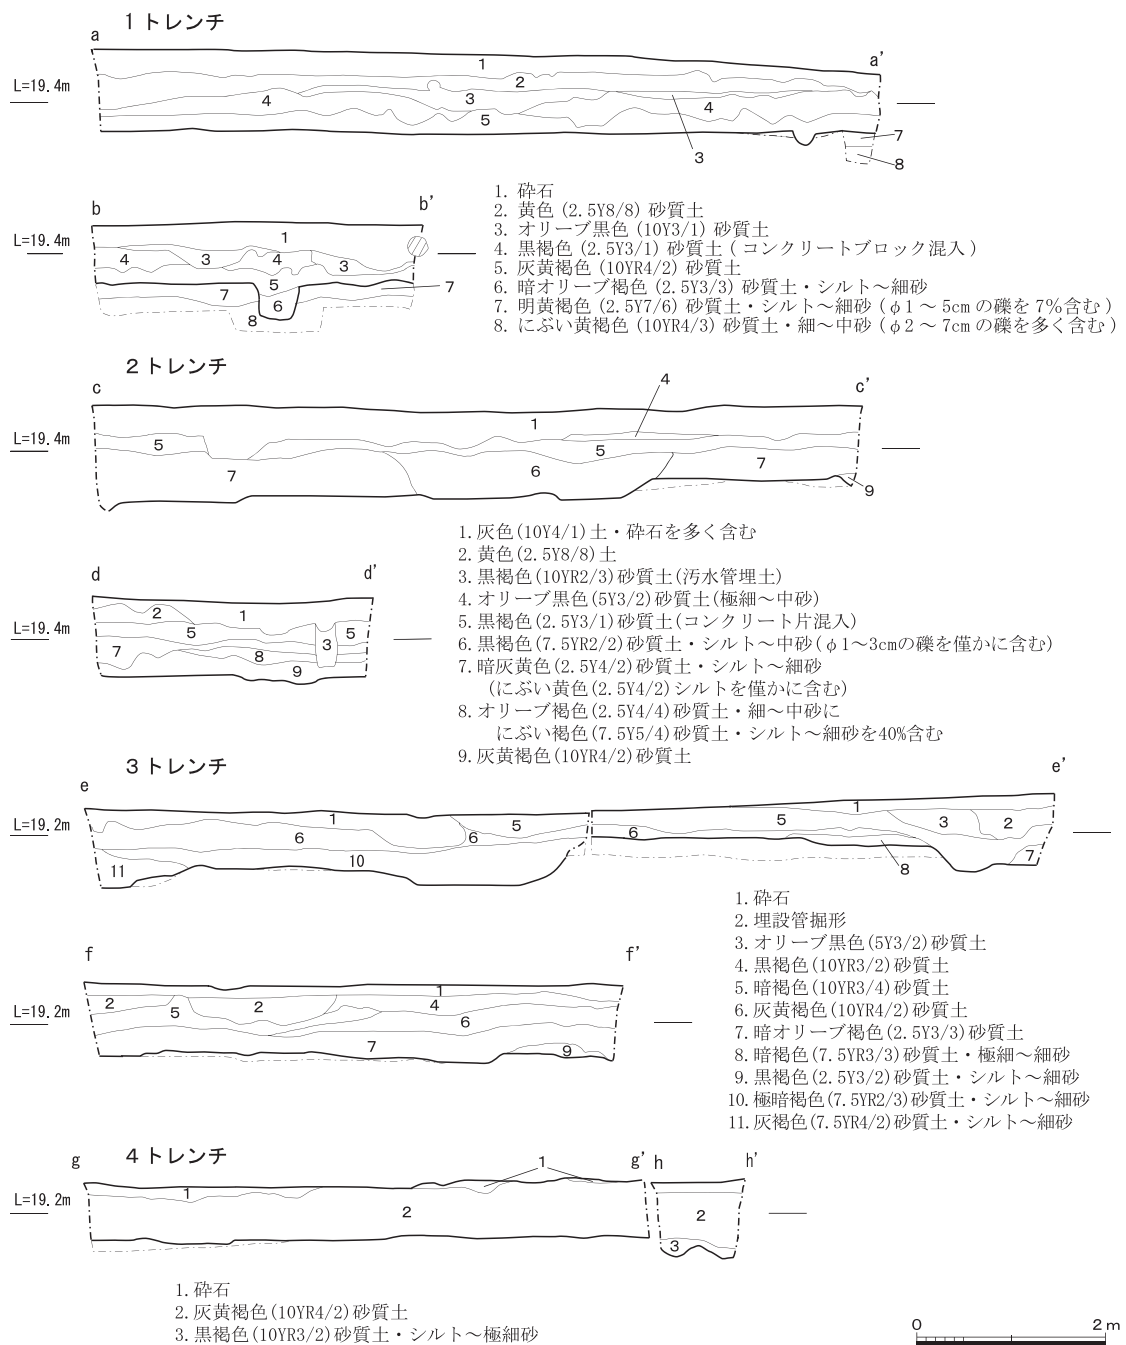 1トレンチ
a
a'
L=19.4m
1
2
3
4
4
5
3
7
8
b
b'
L=19.4m
1
4
3
4
3
5
7
7
6
8
1. 砕石
2. 黄色 (2.5Y8/8) 砂質土
3. オリーブ黒色 (10Y3/1) 砂質土
4. 黒褐色 (2.5Y3/1) 砂質土 ( コンクリートブロック混入 )
5. 灰黄褐色 (10YR4/2) 砂質土
6. 暗オリーブ褐色 (2.5Y3/3) 砂質土・シルト〜細砂
7. 明黄褐色 (2.5Y7/6) 砂質土・シルト〜細砂 ( φ1 〜 5cm の礫を 7%含む )
8. にぶい黄褐色 (10YR4/3) 砂質土・細〜中砂 ( φ2 〜 7cm の礫を多く含む )
2トレンチ
c
c'
L=19.4m
4
1
5
5
7
6
7
9
1. 灰色(10Y4/1)土・砕石を多く含む
2. 黄色(2.5Y8/8)土
3. 黒褐色(10YR2/3)砂質土(汚水管埋土)
4. オリーブ黒色(5Y3/2)砂質土(極細〜中砂)
5. 黒褐色(2.5Y3/1)砂質土(コンクリート片混入)
6. 黒褐色(7.5YR2/2)砂質土・シルト〜中砂(φ1〜3cmの礫を僅かに含む)
7. 暗灰黄色(2.5Y4/2)砂質土・シルト〜細砂
(にぶい黄色(2.5Y4/2)シルトを僅かに含む)
8. オリーブ褐色(2.5Y4/4)砂質土・細〜中砂に
にぶい褐色(7.5Y5/4)砂質土・シルト〜細砂を40%含む
9. 灰黄褐色(10YR4/2)砂質土
d
d'
L=19.4m
2
1
5
5
3
7
8
9
3トレンチ
e
e'
L=19.2m
1
5
6
6
10
11
1
5
3
2
6
8
7
1. 砕石
2. 埋設管掘形
3. オリーブ黒色(5Y3/2)砂質土
4. 黒褐色(10YR3/2)砂質土
5. 暗褐色(10YR3/4)砂質土
6. 灰黄褐色(10YR4/2)砂質土
7. 暗オリーブ褐色(2.5Y3/3)砂質土
8. 暗褐色(7.5YR3/3)砂質土・極細〜細砂
9. 黒褐色(2.5Y3/2)砂質土・シルト〜細砂
10. 極暗褐色(7.5YR2/3)砂質土・シルト〜細砂
11. 灰褐色(7.5YR4/2)砂質土・シルト〜細砂
f
f'
L=19.2m
1
2
5
2
4
6
7
9
4トレンチ
g
g'
h
h'
L=19.2m
1
1
2
2
3
1. 砕石
2. 灰黄褐色(10YR4/2)砂質土
3. 黒褐色(10YR3/2)砂質土・シルト〜極細砂
0
2 m